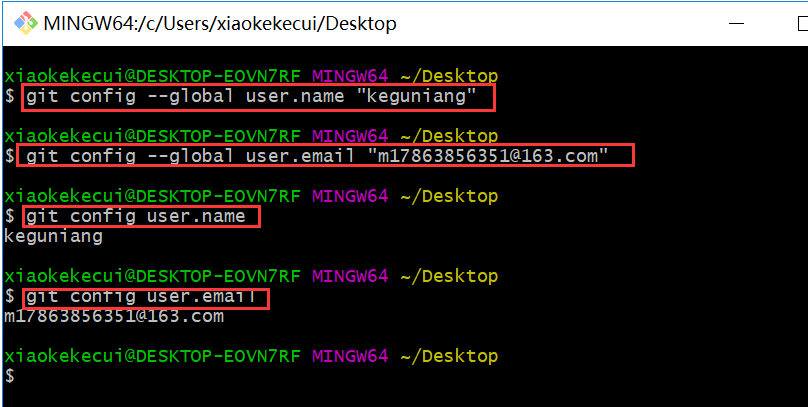 MINGW64:/c/Users/xiaokekecui/Desktop
xiaokekecui@DESKTOP-EOVN7RF MINGW64 ~/Desktop
$ git config --global user.name "keguniang"
xiaokekecui@DESKTOP-EOVN7RF MINGW64 ~/Desktop
$ git config --global user.email "m17863856351@163.com"
xiaokekecui@DESKTOP-EOVN7RF MINGW64 ~/Desktop
$ git config user.name
keguniang
xiaokekecui@DESKTOP-EOVN7RF MINGW64 ~/Desktop
$ git config user.email
m17863856351@163.com
xiaokekecui@DESKTOP-EOVN7RF MINGW64 ~/Desktop
$